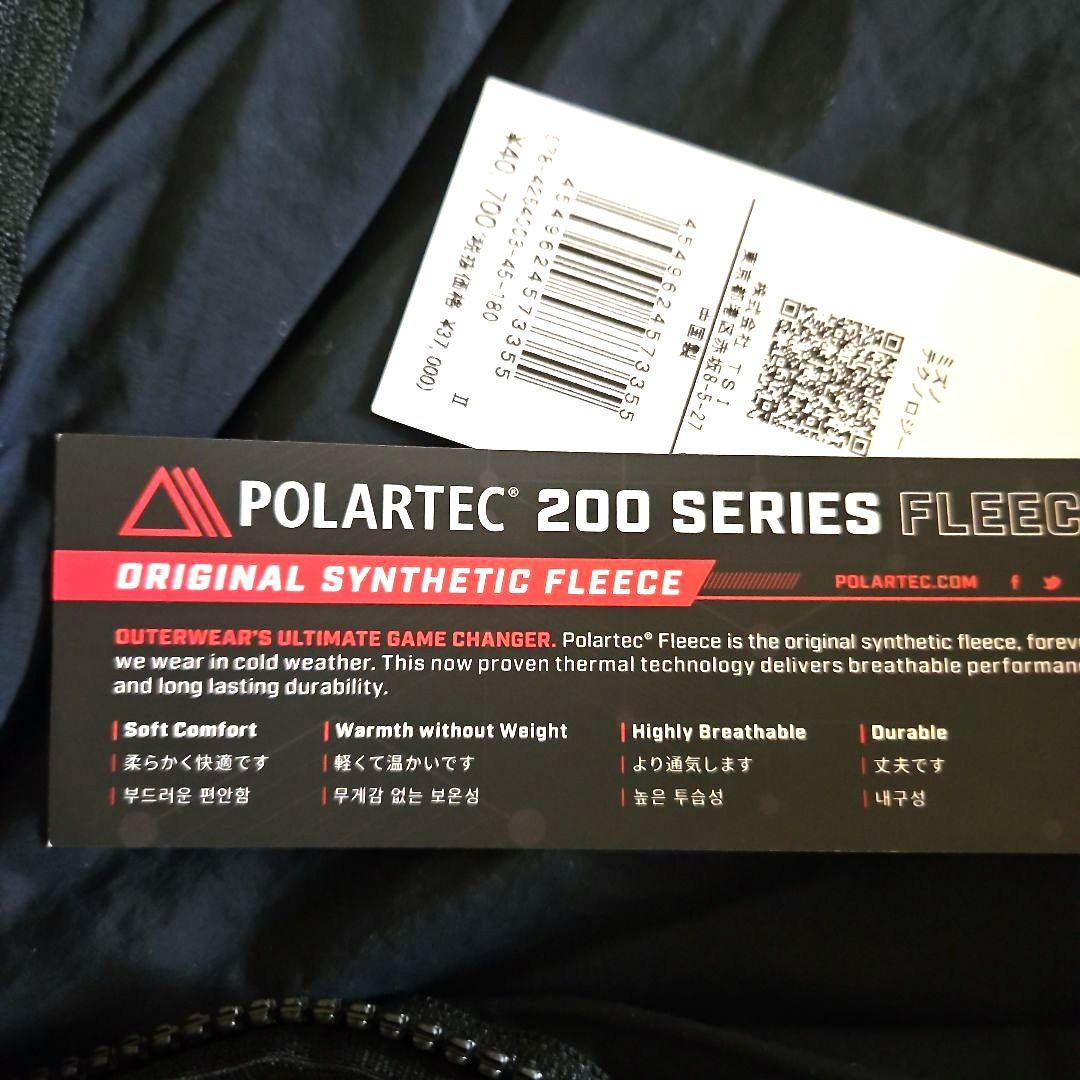 ¥40,700
税抜価格 ¥37,000)
II
4254003-45-180
4549624573355
4549624573355
中国製
株式会社 TSI
東京都港区赤坂8-5-27
ミズノ
テクノロジー
POLARTEC® 200 SERIES FLEEC
ORIGINAL SYNTHETIC FLEECE
POLARTEC.COM
OUTERWEAR'S ULTIMATE GAME CHANGER. Polartec® Fleece is the original synthetic fleece, foreve
we wear in cold weather. This now proven thermal technology delivers breathable performan
and long lasting durability.
Soft Comfort
柔らかく快適です
부드러운 편안함
Warmth without Weight
軽くて温かいです
무게감 없는 보온성
Highly Breathable
より通気します
높은 투습성
Durable
丈夫です
내구성